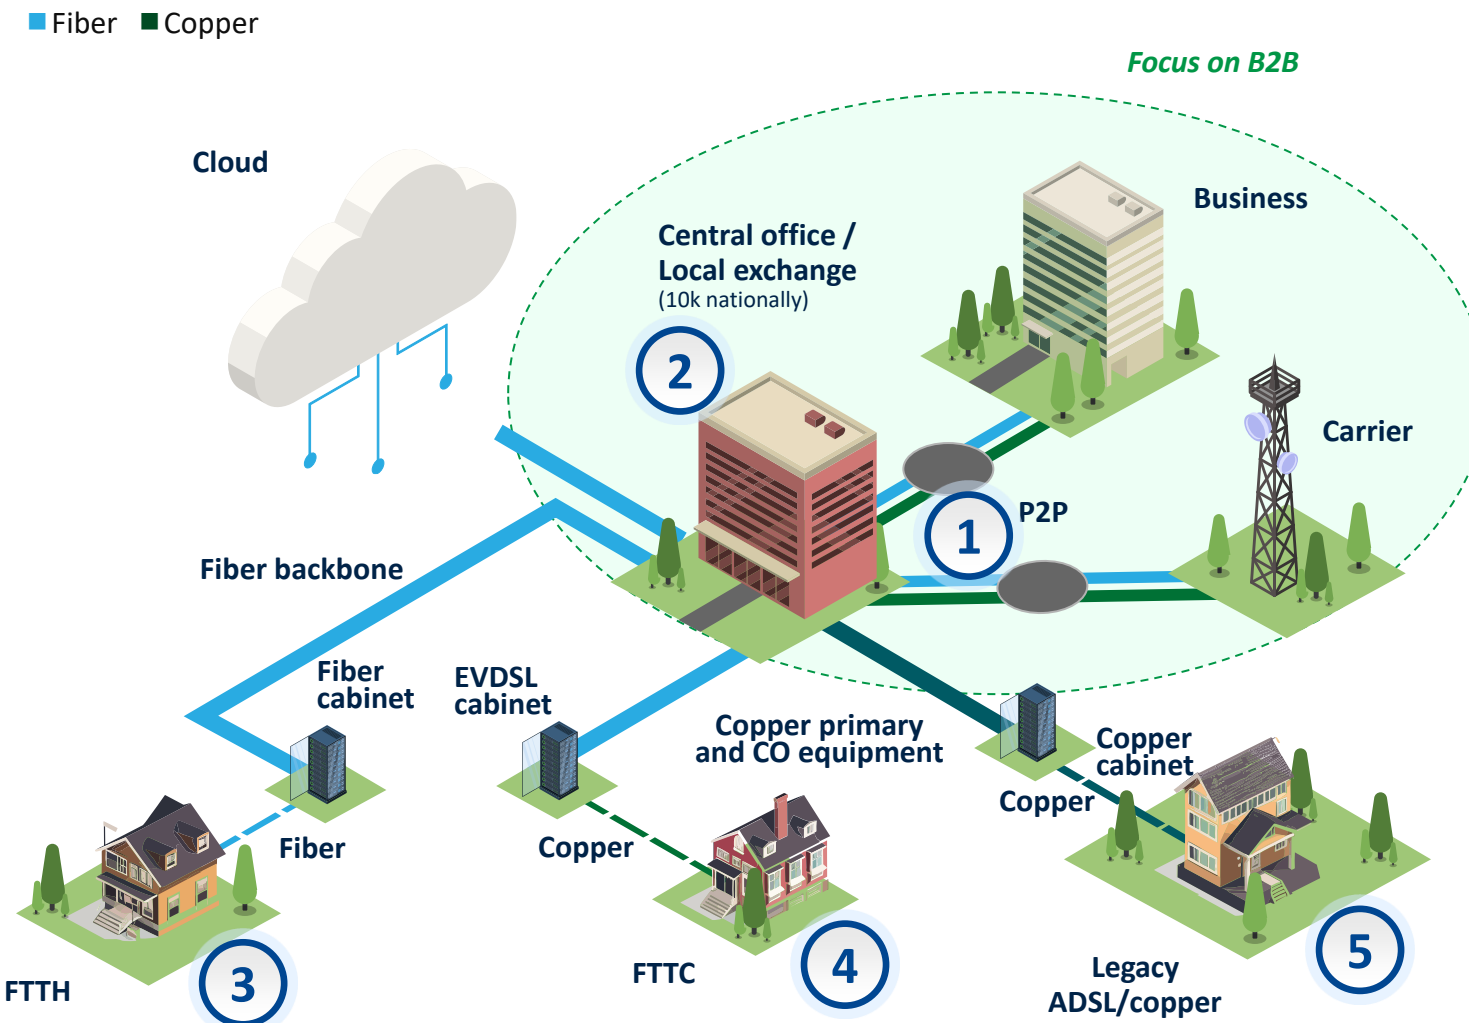 Fiber Copper
Focus on B2B
Cloud
Business
Central office /
Local exchange
(10k nationally)
2
Carrier
1
P2P
Fiber backbone
Fiber
cabinet
EVDSL
cabinet
Copper primary
and CO equipment
Copper
cabinet
Copper
Fiber
Copper
3
4
5
FTTH
FTTC
Legacy
ADSL/copper